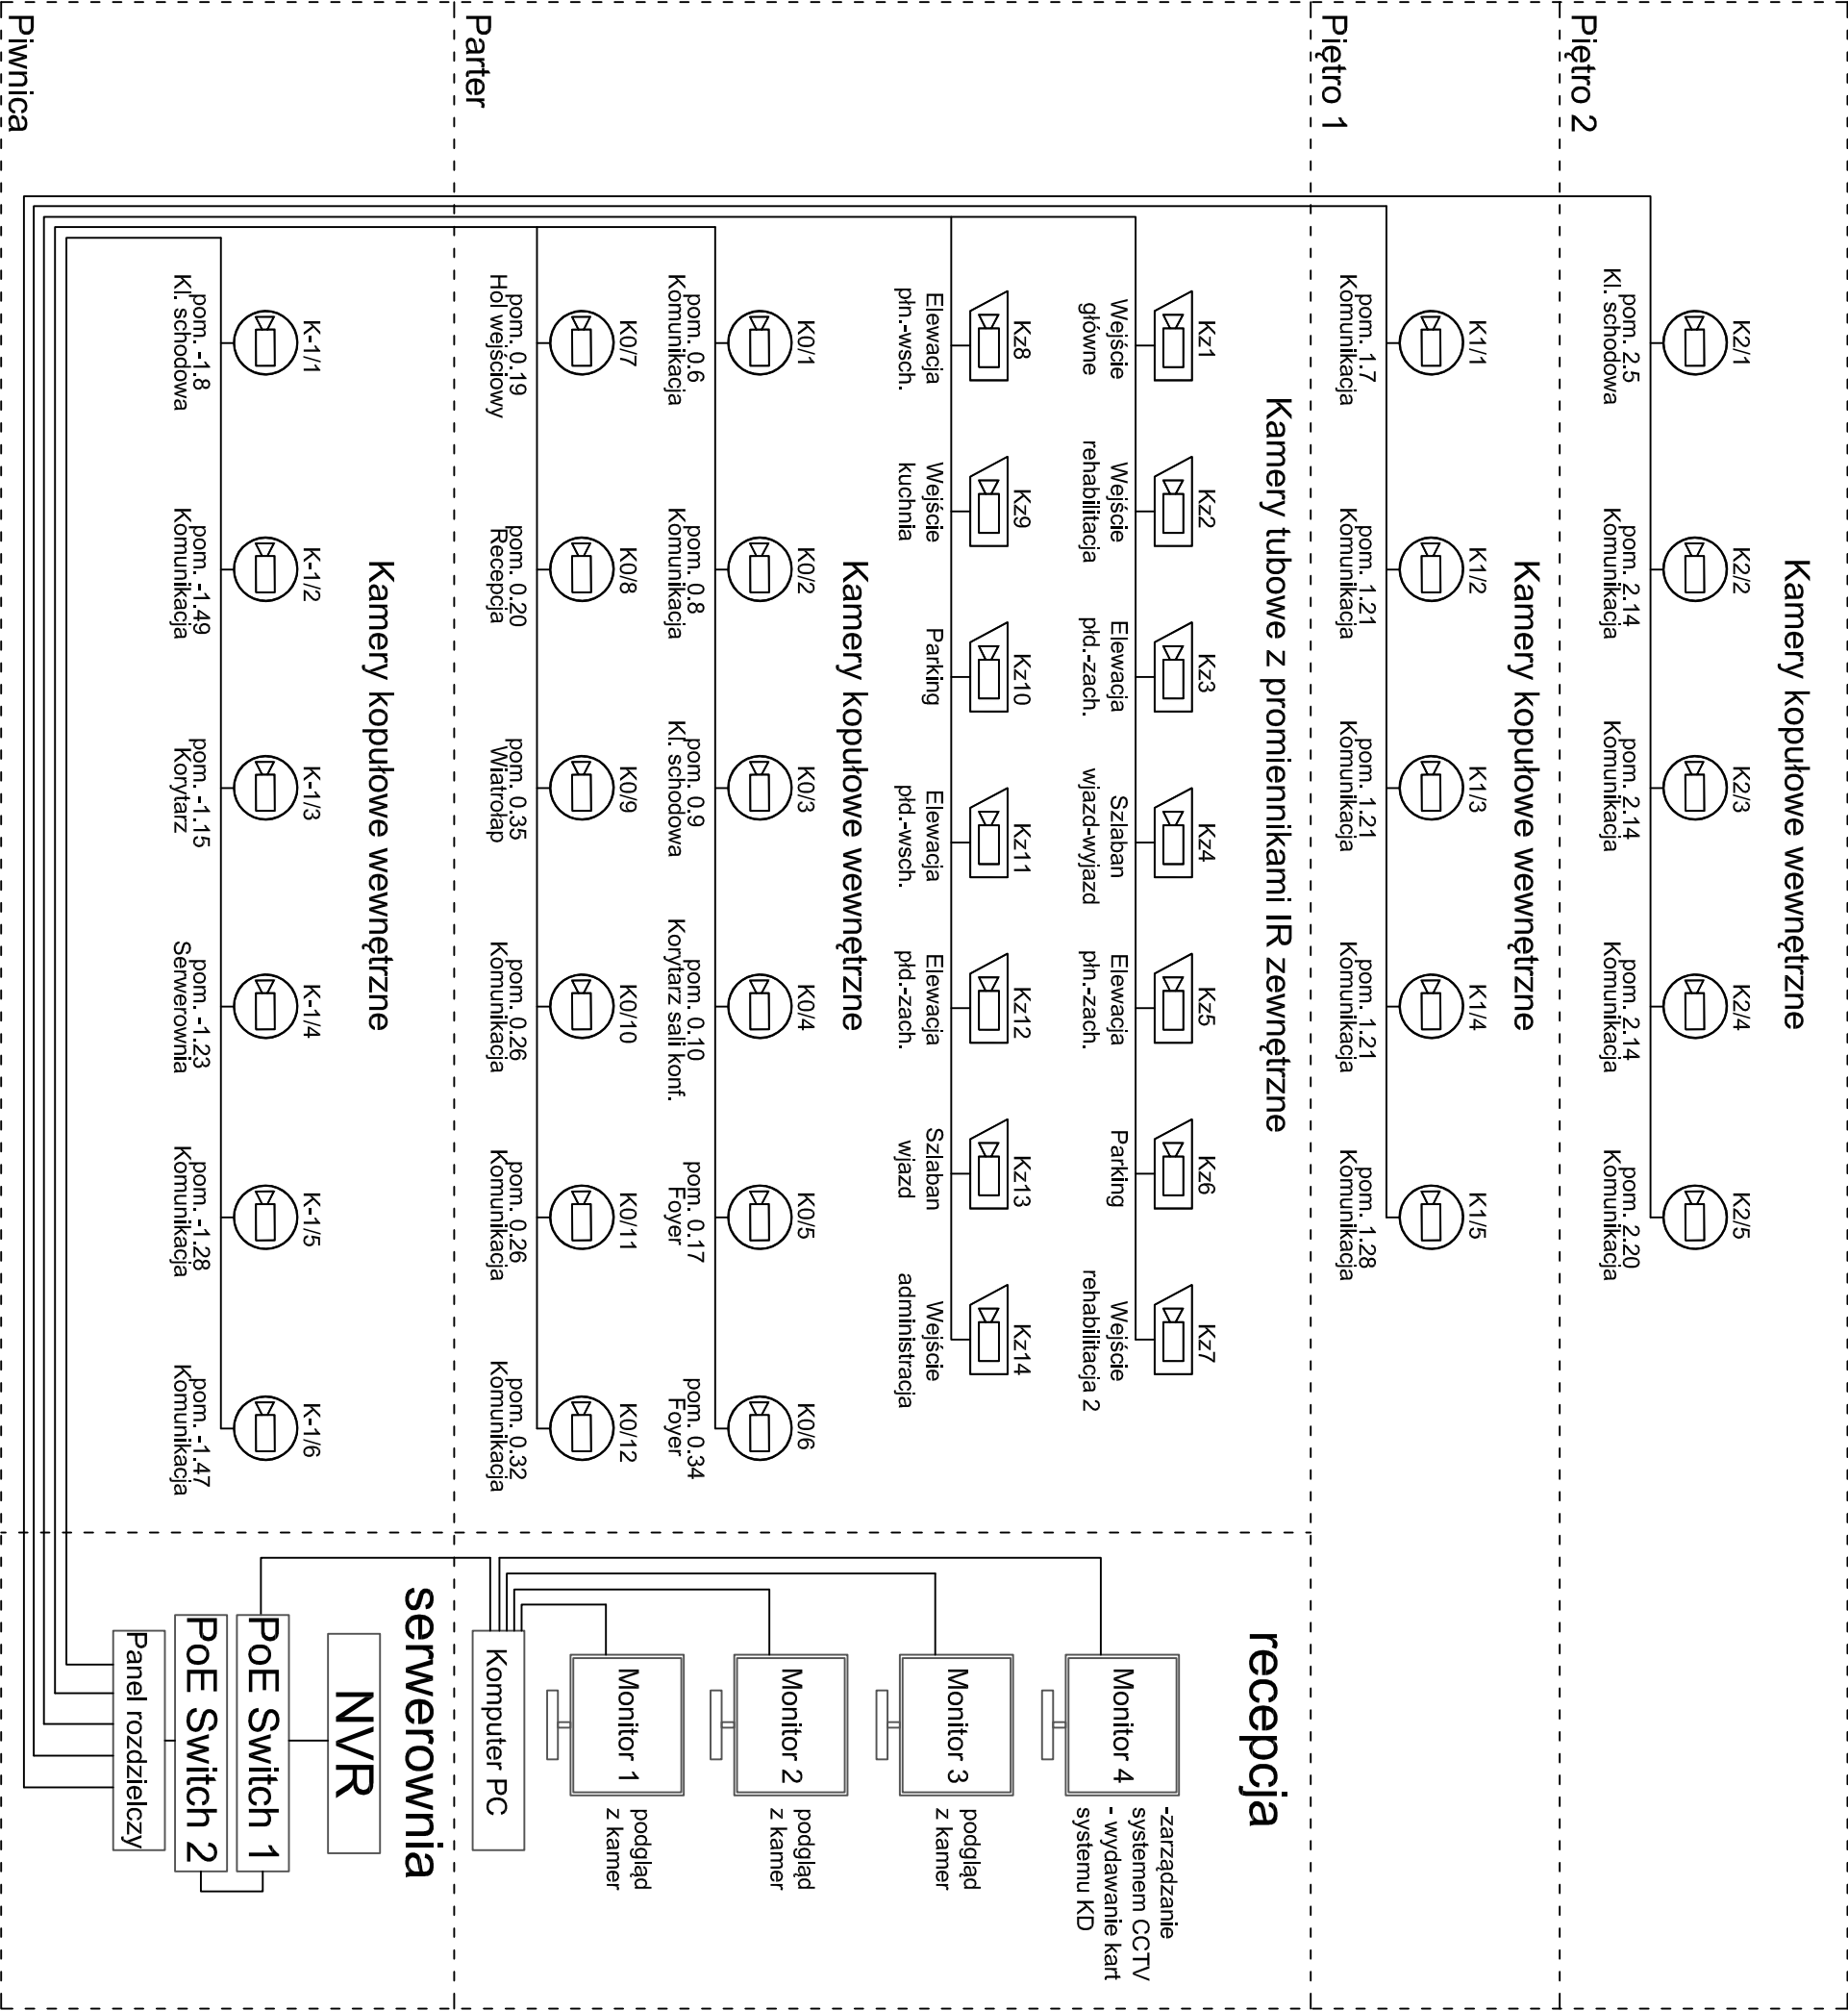 Piętro 2
Kamery kopułowe wewnętrzne
K2/1
K2/2
K2/3
K2/4
K2/5
pom. 2.5
Kl. schodowa
pom. 2.14
Komunikacja
pom. 2.14
Komunikacja
pom. 2.14
Komunikacja
pom. 2.20
Komunikacja
Piętro 1
Kamery kopułowe wewnętrzne
K1/1
K1/2
K1/3
K1/4
K1/5
pom. 1.7
Komunikacja
pom. 1.21
Komunikacja
pom. 1.21
Komunikacja
pom. 1.21
Komunikacja
pom. 1.28
Komunikacja
Parter
Kamery tubowe z promiennikami IR zewnętrzne
Kz1
Kz2
Kz3
Kz4
Kz5
Kz6
Kz7
Wejście
główne
Wejście
rehabilitacja
Elewacja
płd.-zach.
Szlaban
wjazd-wyjazd
Elewacja
płn.-zach.
Parking
Wejście
rehabilitacja 2
Kz8
Kz9
Kz10
Kz11
Kz12
Kz13
Kz14
Elewacja
płn.-wsch.
Wejście
kuchnia
Parking
Elewacja
płd.-wsch.
Elewacja
płd.-zach.
Szlaban
wjazd
Wejście
administracja
Kamery kopułowe wewnętrzne
K0/1
K0/2
K0/3
K0/4
K0/5
K0/6
pom. 0.6
Komunikacja
pom. 0.8
Komunikacja
pom. 0.9
Kl. schodowa
pom. 0.10
Korytarz sali konf.
pom. 0.17
Foyer
pom. 0.34
Foyer
K0/7
K0/8
K0/9
K0/10
K0/11
K0/12
pom. 0.19
Hol wejściowy
pom. 0.20
Recepcja
pom. 0.35
Wiatrołap
pom. 0.26
Komunikacja
pom. 0.26
Komunikacja
pom. 0.32
Komunikacja
recepcja
Monitor 4
-zarządzanie
systemem CCTV
- wydawanie kart
systemu KD
Monitor 3
podgląd
z kamer
Monitor 2
podgląd
z kamer
Monitor 1
podgląd
z kamer
Komputer PC
Piwnica
Kamery kopułowe wewnętrzne
K-1/1
K-1/2
K-1/3
K-1/4
K-1/5
K-1/6
pom. -1.8
Kl. schodowa
pom. -1.49
Komunikacja
pom. -1.15
Korytarz
pom. -1.23
Serwerownia
pom. -1.28
Komunikacja
pom. -1.47
Komunikacja
serwerownia
NVR
PoE Switch 1
PoE Switch 2
Panel rozdzielczy